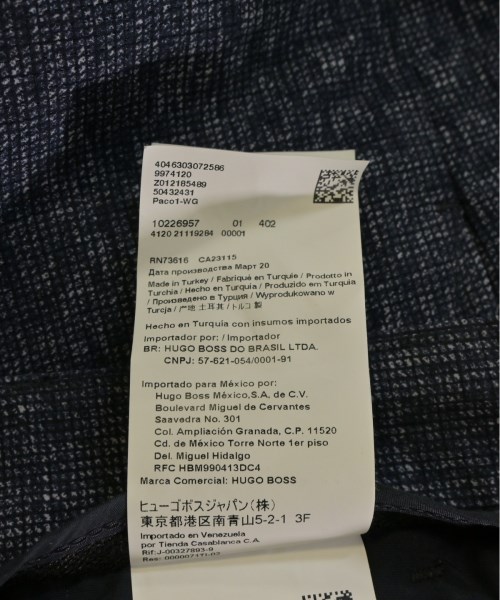 4046303072586
9974120
Z012185489
50432431
Paco1-WG
10226957 01 402
4120 21119284 00001
RN73616 CA23115
Дата производства Март 20
Made in Turkey / Fabriqué en Turquie / Prodotto in
Turchia / Hecho en Turquía / Produzido em Turquia
/ Произведено в Турции / Wyprodukowano w
Turcja / 产地 土耳其 / トルコ 製
Hecho en Turquía con insumos importados
Importador por: / Importador
BR: HUGO BOSS DO BRASIL LTDA.
CNPJ: 57-621-054/0001-91
Importado para México por:
Hugo Boss México,S.A. de C.V.
Boulevard Miguel de Cervantes
Saavedra No. 301
Col. Ampliación Granada, C.P. 11520
Cd. de México Torre Norte 1er piso
Del. Miguel Hidalgo
RFC HBM990413DC4
Marca Comercial: HUGO BOSS
ヒューゴボスジャパン(株)
東京都港区南青山5-2-1 3F
Importado en Venezuela
por Tienda Casablanca C.A.
Rif:J-00327893-9